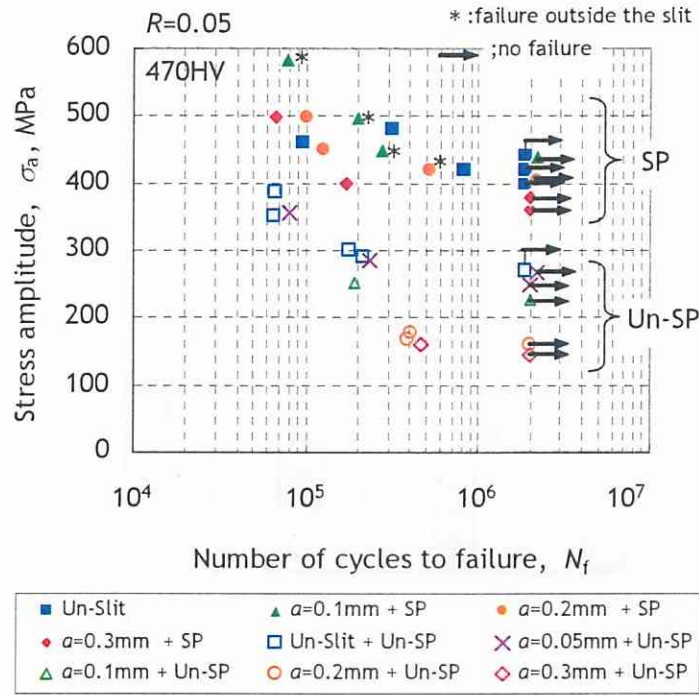 R=0.05
* :failure outside the slit
;no failure
470HV
600
500
400
300
200
100
0
Stress amplitude, σa, MPa
SP
Un-SP
10^4
10^5
10^6
10^7
Number of cycles to failure, Nf
Un-Slit
a=0.1mm + SP
a=0.2mm + SP
a=0.3mm + SP
Un-Slit + Un-SP
a=0.05mm + Un-SP
a=0.1mm + Un-SP
a=0.2mm + Un-SP
a=0.3mm + Un-SP